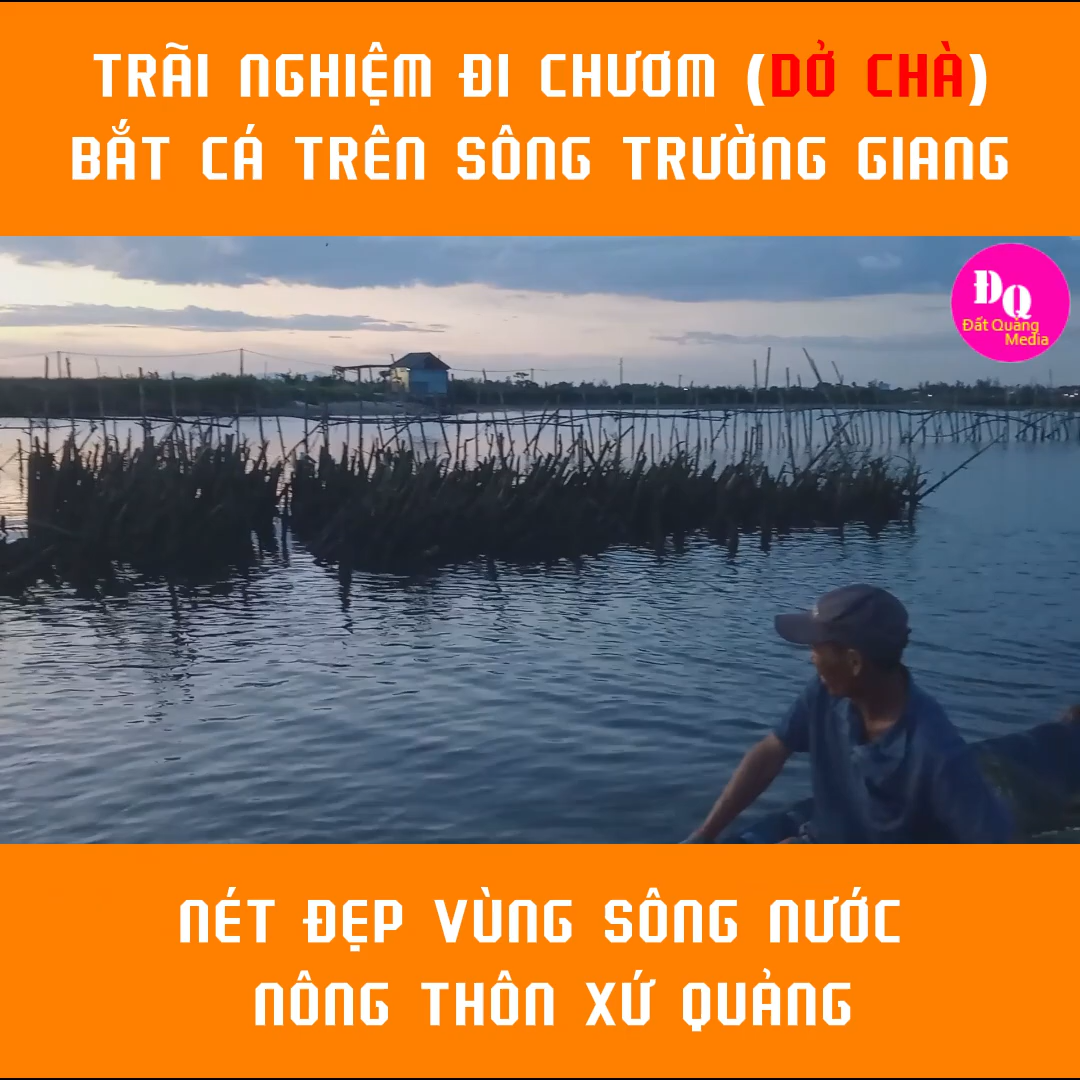 TRÃI NGHIỆM ĐI CHƯƠM (DỞ CHÀ)
BẮT CÁ TRÊN SÔNG TRƯỜNG GIANG
ĐQ
Đất Quảng
Media
NÉT ĐẸP VÙNG SÔNG NƯỚC
NÔNG THÔN XỨ QUẢNG